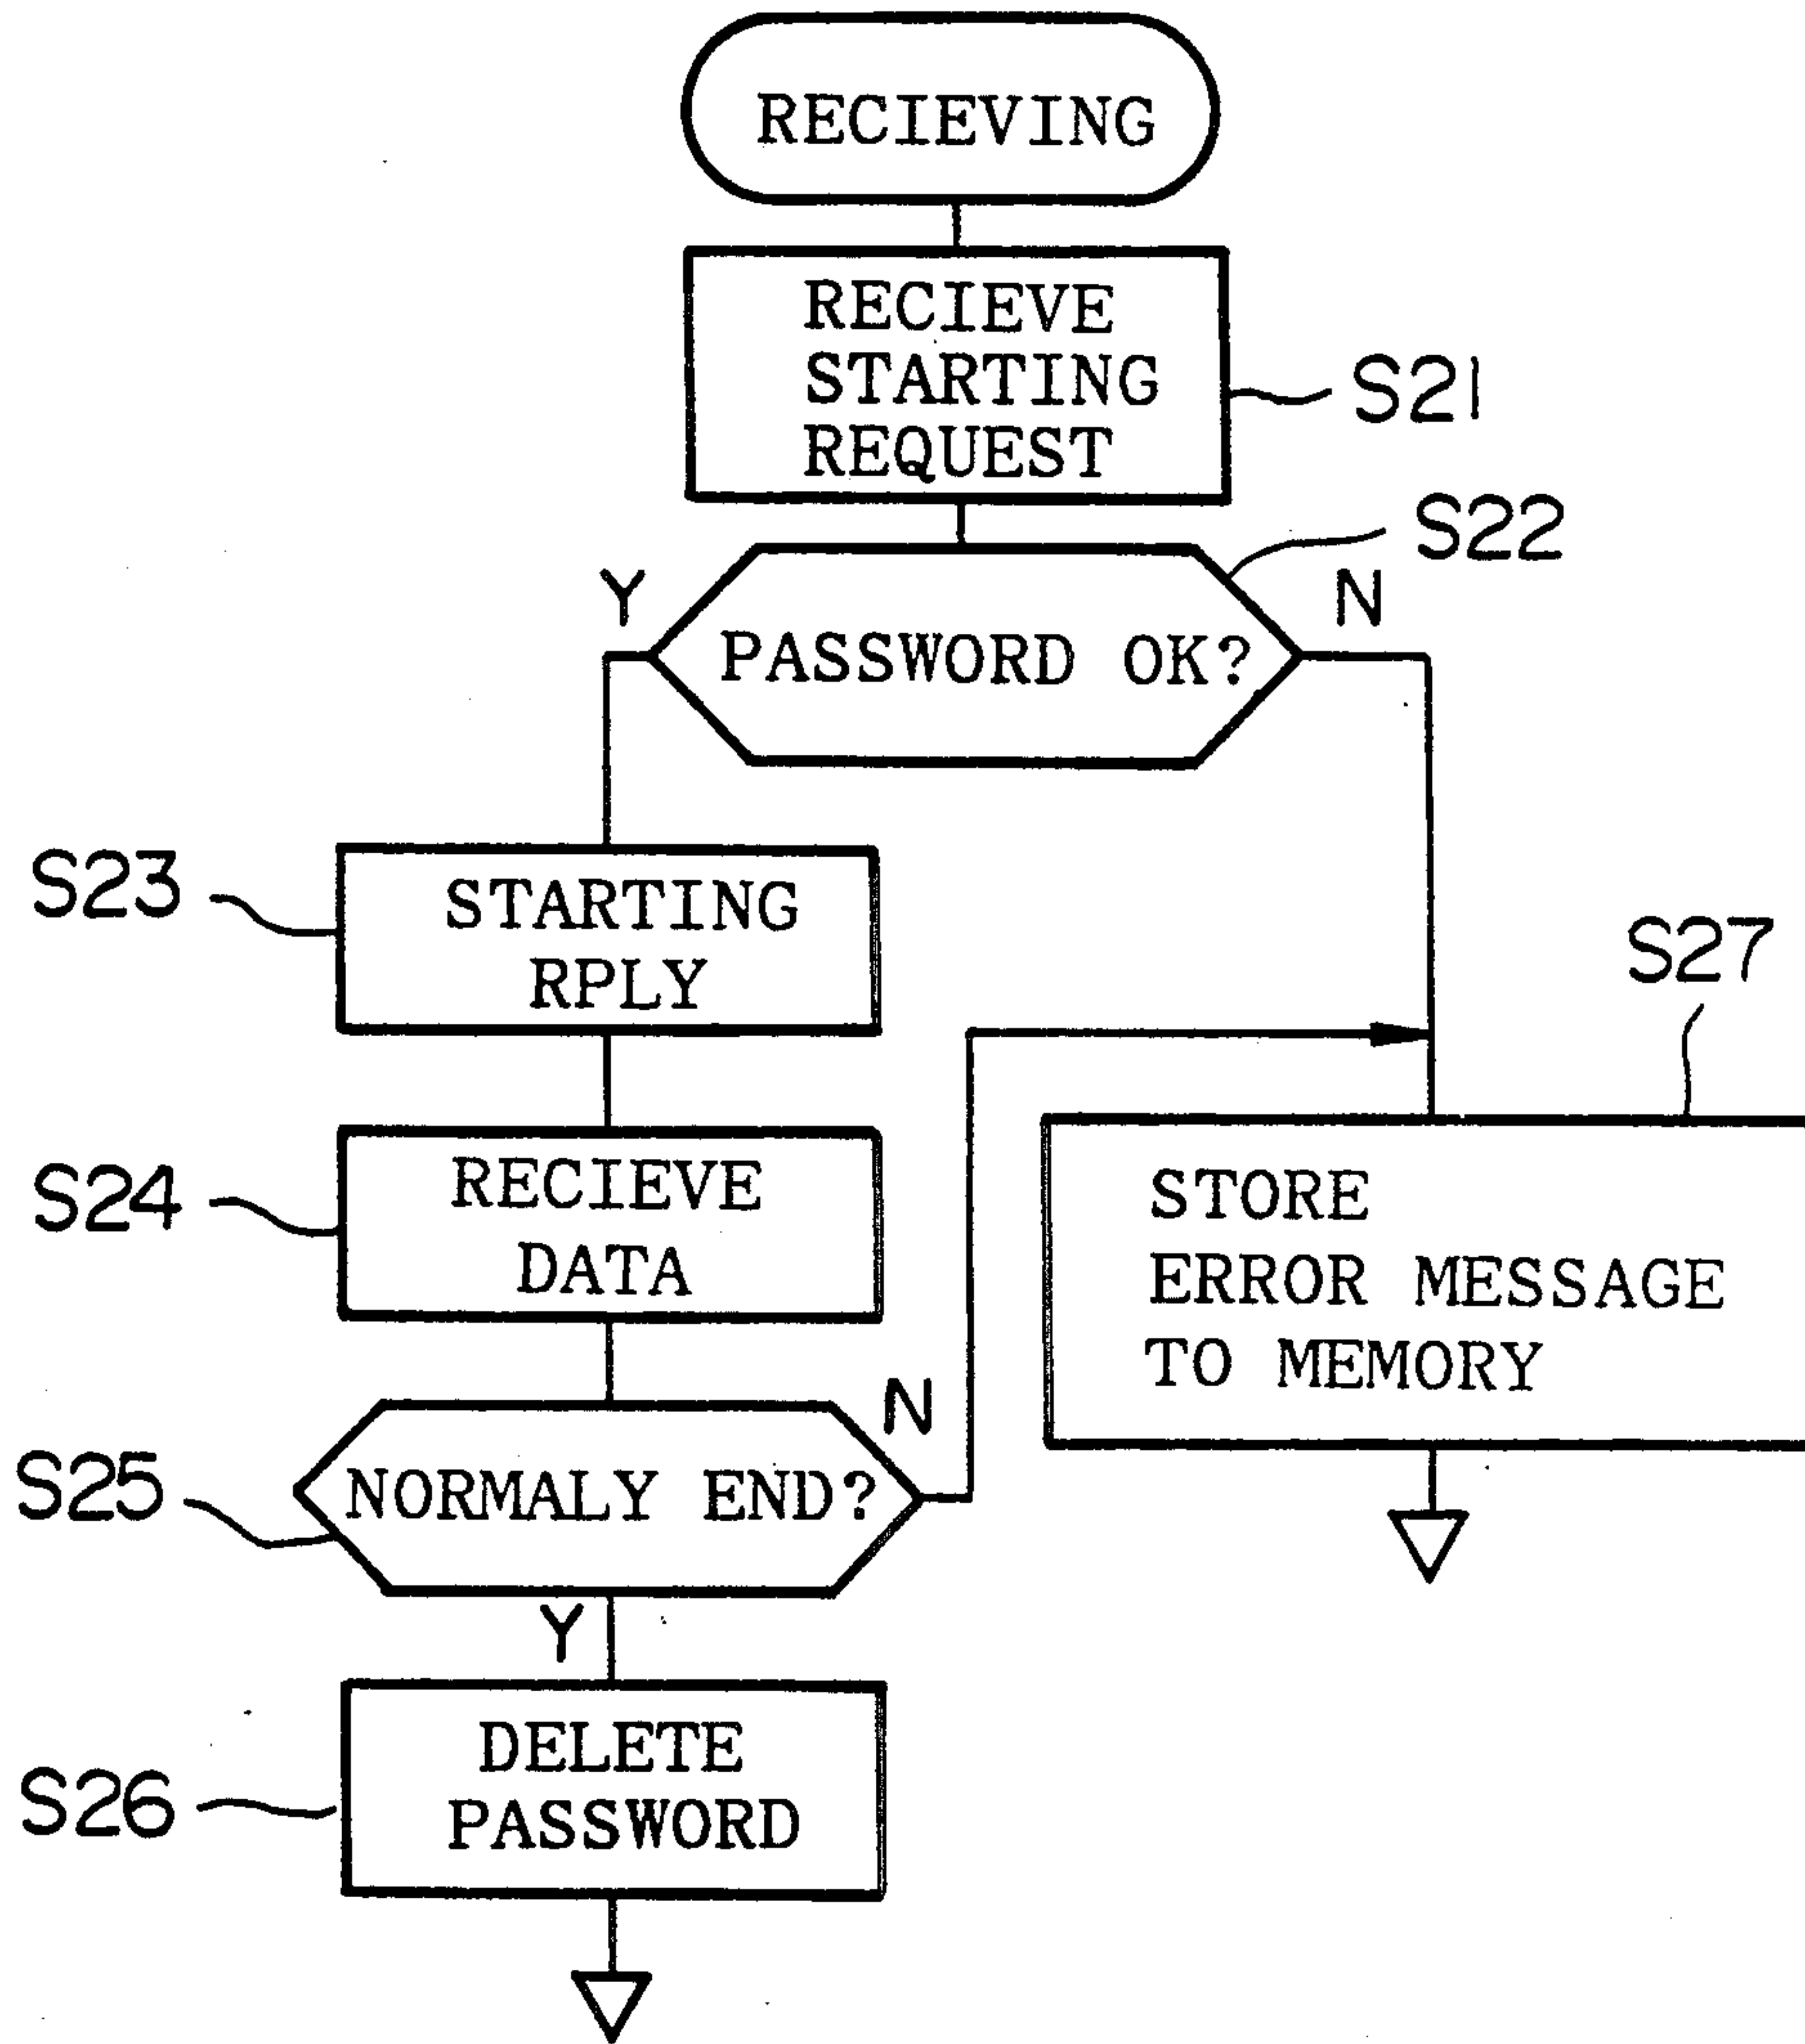 RECIEVING
RECIEVE
STARTING
REQUEST
S21
S22
Y
N
PASSWORD OK?
S23
STARTING
RPLY
S27
S24
RECIEVE
DATA
STORE
ERROR MESSAGE
TO MEMORY
N
S25
NORMALY END?
Y
S26
DELETE
PASSWORD